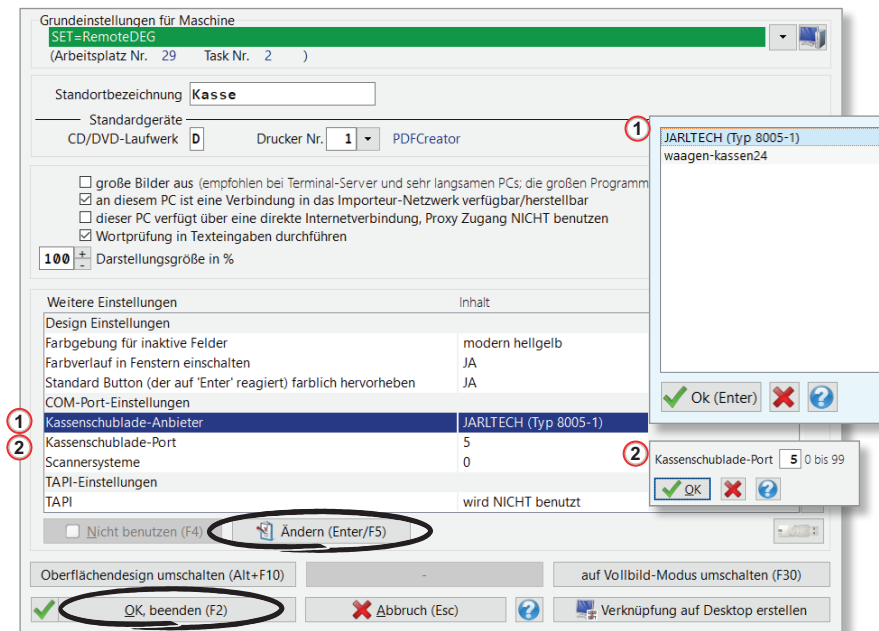 Grundeinstellungen für Maschine
SET=RemoteDEG
(Arbeitsplatz Nr. 29 Task Nr. 2 )
Standortbezeichnung Kasse
Standardgeräte
CD/DVD-Laufwerk D Drucker Nr. 1 PDFCreator
große Bilder aus (empfohlen bei Terminal-Server und sehr langsamen PCs; die großen Programm
an diesem PC ist eine Verbindung in das Importeur-Netzwerk verfügbar/herstellbar
dieser PC verfügt über eine direkte Internetverbindung, Proxy Zugang NICHT benutzen
Wortprüfung in Texteingaben durchführen
100 + - Darstellungsgröße in %
Weitere Einstellungen Inhalt
Design Einstellungen
Farbgebung für inaktive Felder modern hellgelb
Farbverlauf in Fenstern einschalten JA
Standard Button (der auf 'Enter' reagiert) farblich hervorheben JA
COM-Port-Einstellungen
1 Kassenschublade-Anbieter JARLTECH (Typ 8005-1)
2 Kassenschublade-Port 5
Scannersysteme 0
TAPI-Einstellungen
TAPI wird NICHT benutzt
Nicht benutzen (F4) Ändern (Enter/F5)
Oberflächendesign umschalten (Alt+F10) - auf Vollbild-Modus umschalten (F30)
OK, beenden (F2) Abbruch (Esc) ? Verknüpfung auf Desktop erstellen
1 JARLTECH (Typ 8005-1)
waagen-kassen24
Ok (Enter) ?
2 Kassenschublade-Port 5 0 bis 99
OK ?